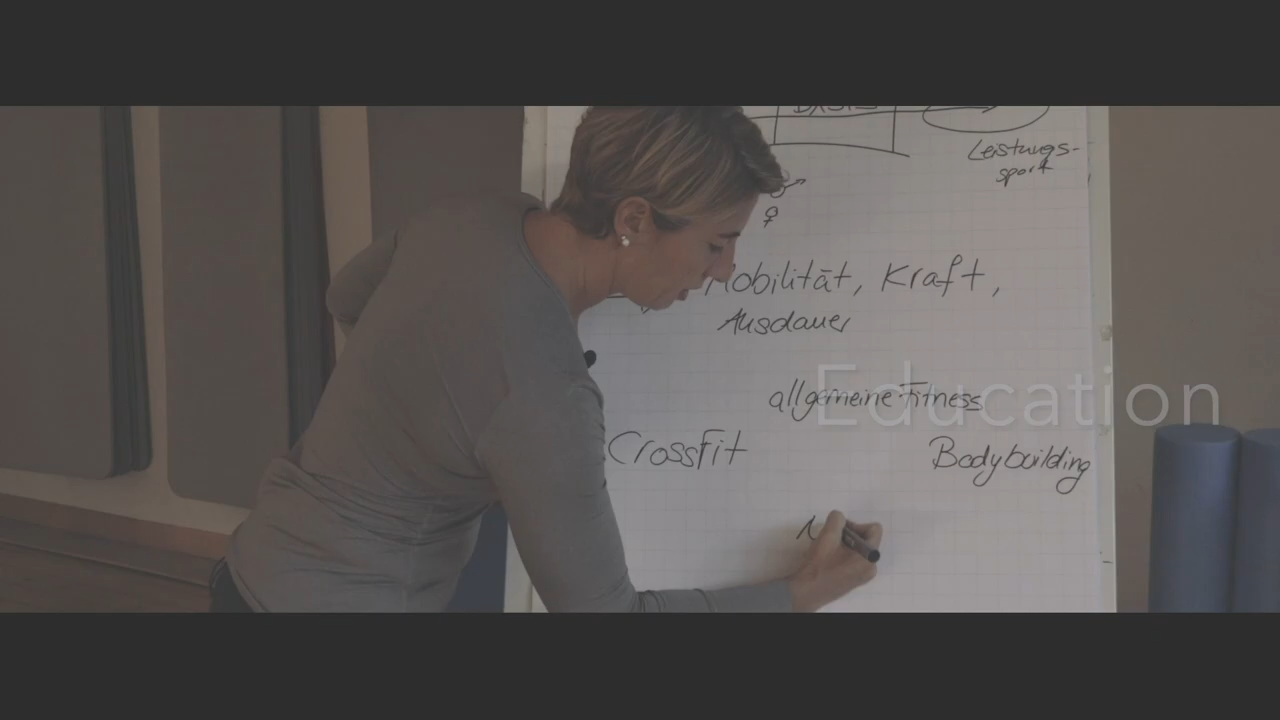 Leistungs-
sport
Mobilität, Kraft,
Ausdauer
allgemeine Fitness
Education
CrossFit
Bodybuilding